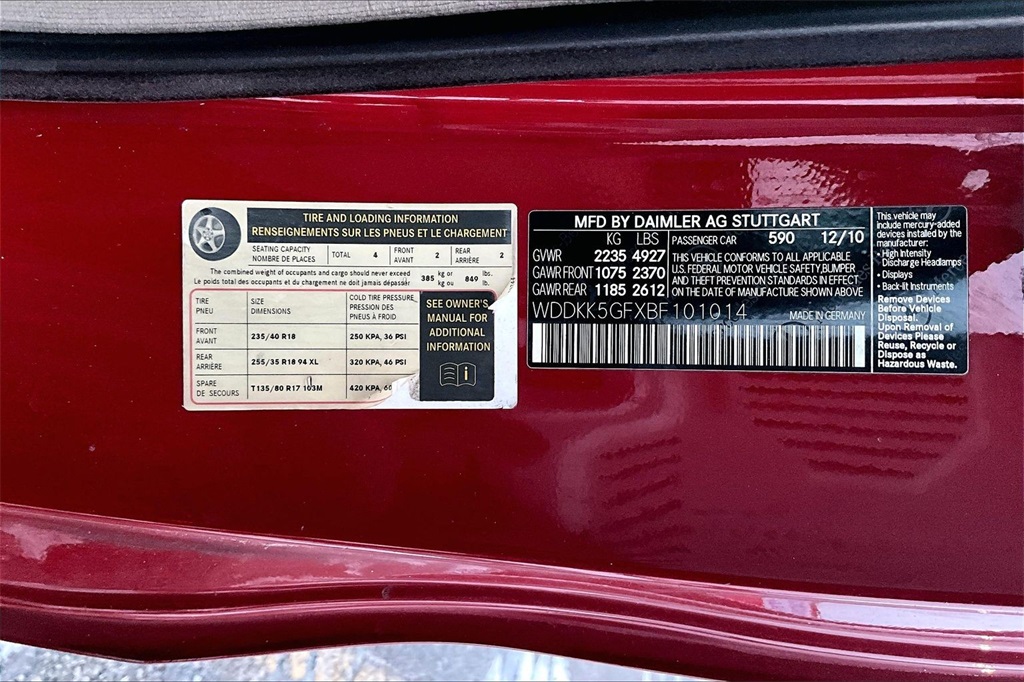 TIRE AND LOADING INFORMATION
RENSEIGNEMENTS SUR LES PNEUS ET LE CHARGEMENT
SEATING CAPACITY
NOMBRE DE PLACES
TOTAL 4
FRONT
AVANT 2
REAR
ARRIÈRE 2
The combined weight of occupants and cargo should never exceed
Le poids total des occupants et du chargement ne doit jamais dépasser
385 kg or
kg ou
849 lbs.
lb.
TIRE
PNEU
SIZE
DIMENSIONS
COLD TIRE PRESSURE
PRESSION DES
PNEUS À FROID
FRONT
AVANT
235/40 R18
250 KPA, 36 PSI
REAR
ARRIÈRE
255/35 R18 94 XL
320 KPA, 46 PSI
SPARE
DE SECOURS
T135/80 R17 103M
420 KPA, 60
SEE OWNER'S
MANUAL FOR
ADDITIONAL
INFORMATION
MFD BY DAIMLER AG STUTTGART
KG LBS
GVWR 2235 4927
GAWR FRONT 1075 2370
GAWR REAR 1185 2612
PASSENGER CAR 590 12/10
THIS VEHICLE CONFORMS TO ALL APPLICABLE
U.S. FEDERAL MOTOR VEHICLE SAFETY, BUMPER
AND THEFT PREVENTION STANDARDS IN EFFECT
ON THE DATE OF MANUFACTURE SHOWN ABOVE
WDDKK5GFXBF101014
MADE IN GERMANY
This vehicle may
include mercury-added
devices installed by the
manufacturer:
• High Intensity
Discharge Headlamps
• Displays
• Back-lit Instruments
Remove Devices
Before Vehicle
Disposal.
Upon Removal of
Devices Please
Reuse, Recycle or
Dispose as
Hazardous Waste.